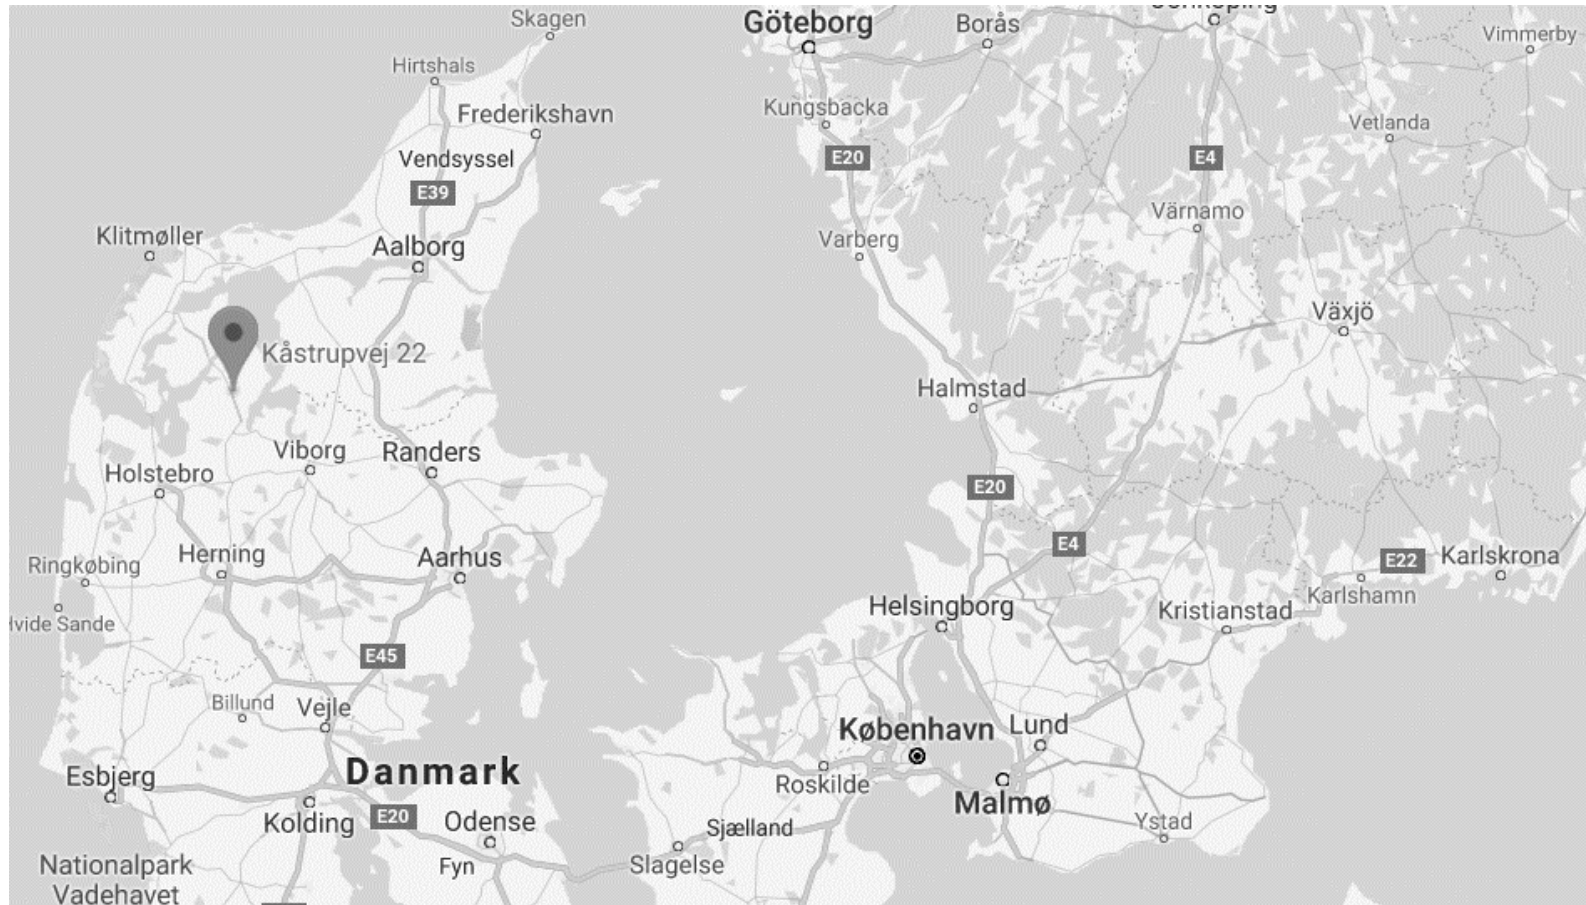 Skagen
Göteborg
Borås
Vimmerby
Hirtshals
Frederikshavn
Kungsbacka
Vetlanda
Vendsyssel
E20
E4
E39
Klitmøller
Aalborg
Varberg
Värnamo
Växjö
Kåstrupvej 22
Halmstad
Viborg
Randers
Holstebro
E20
E4
Herning
Aarhus
Ringkøbing
E22
Karlskrona
Karlshamn
Helsingborg
Kristianstad
Hvide Sande
E45
Billund
Vejle
København
Lund
Esbjerg
Danmark
Roskilde
Malmø
Kolding
E20
Odense
Sjælland
Ystad
Fyn
Slagelse
Nationalpark
Vadehavet